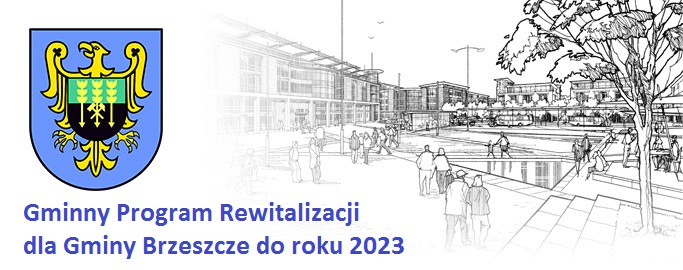 Gminny Program Rewitalizacji
dla Gminy Brzeszcze do roku 2023